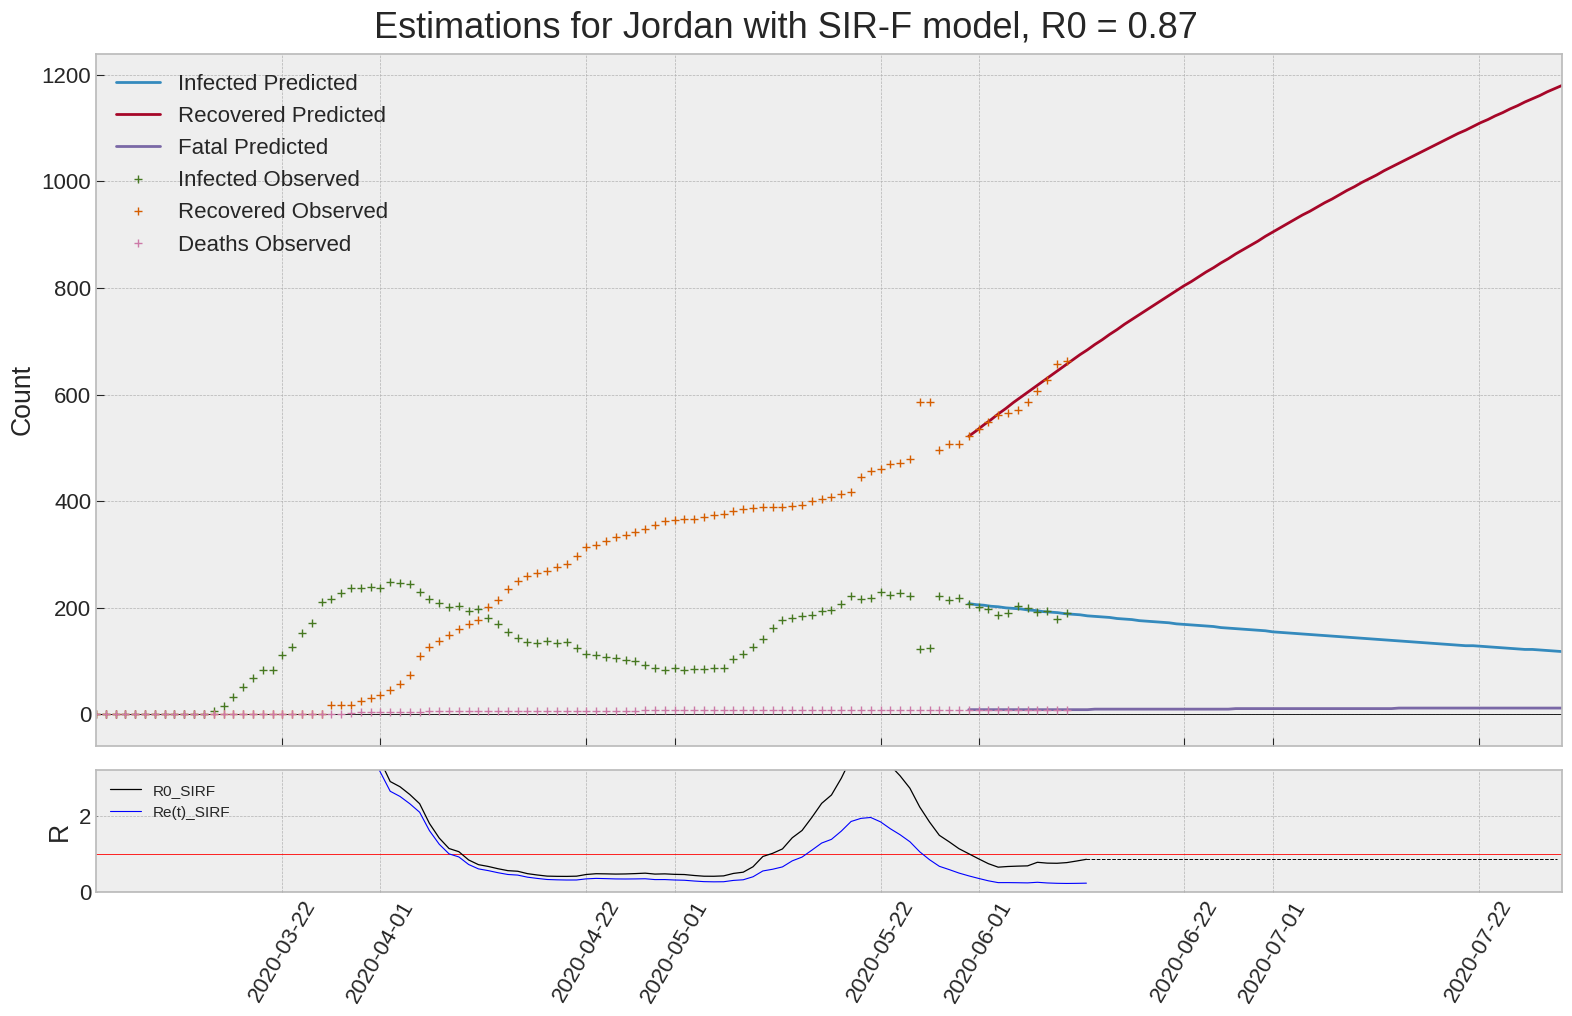 Estimations for Jordan with SIR-F model, R0 = 0.87
1200
1000
800
600
400
200
0
Count
Infected Predicted
Recovered Predicted
Fatal Predicted
Infected Observed
Recovered Observed
Deaths Observed
2
0
R
R0_SIRF
Re(t)_SIRF
2020-03-22
2020-04-01
2020-04-22
2020-05-01
2020-05-22
2020-06-01
2020-06-22
2020-07-01
2020-07-22